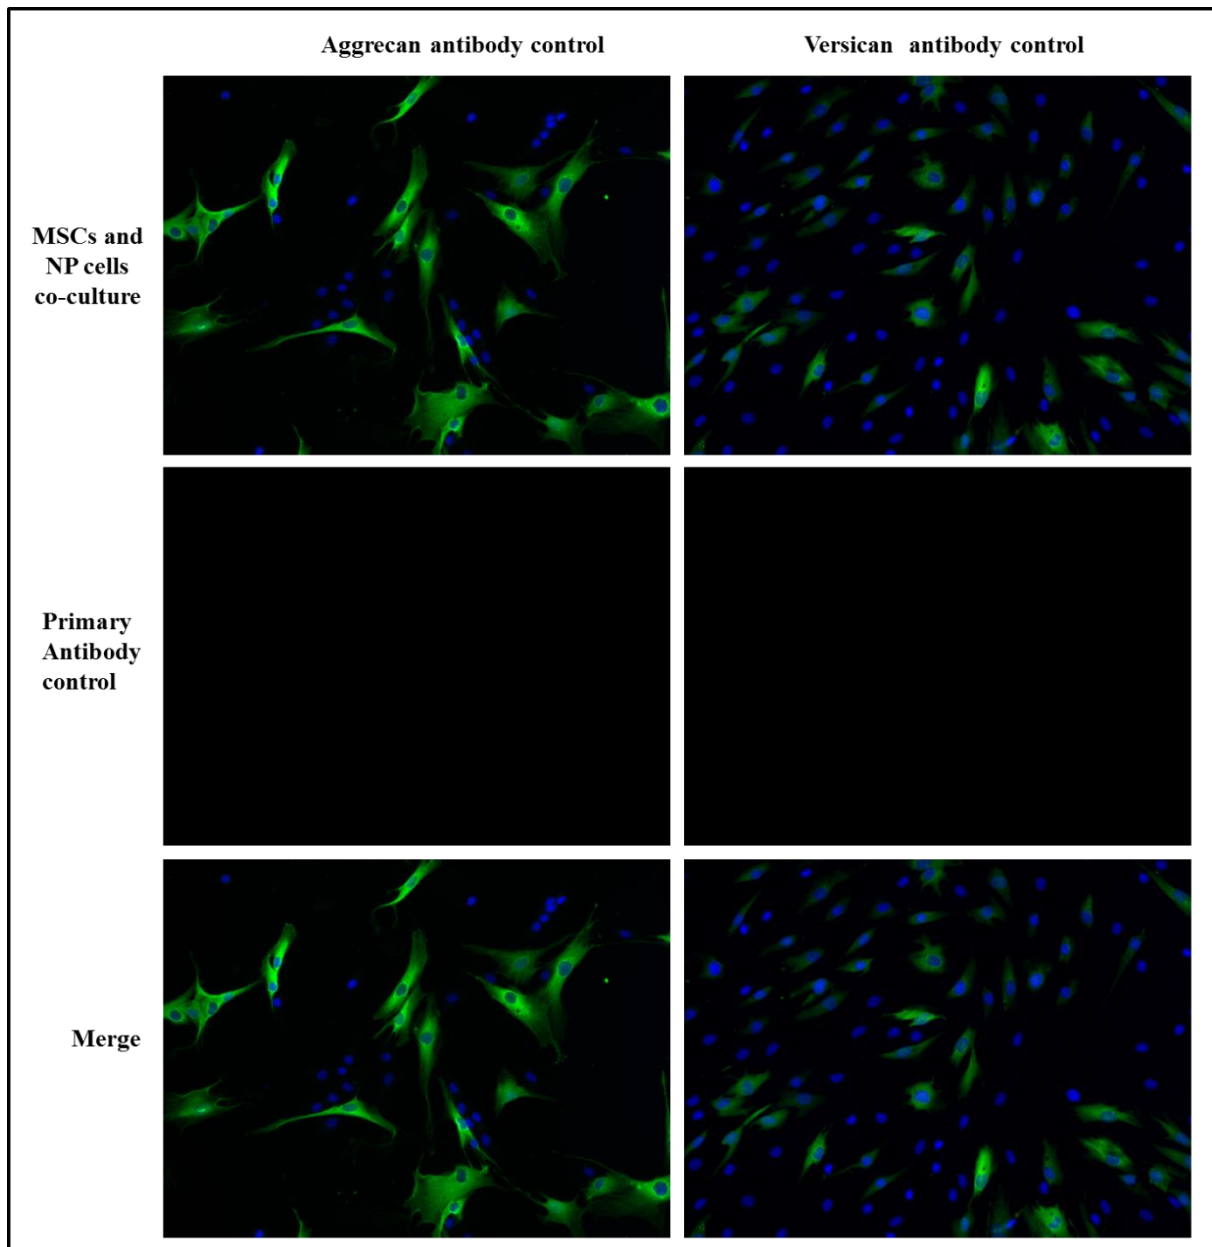 Aggrecan antibody control
Versican antibody control
MSCs and
NP cells
co-culture
Primary
Antibody
control
Merge